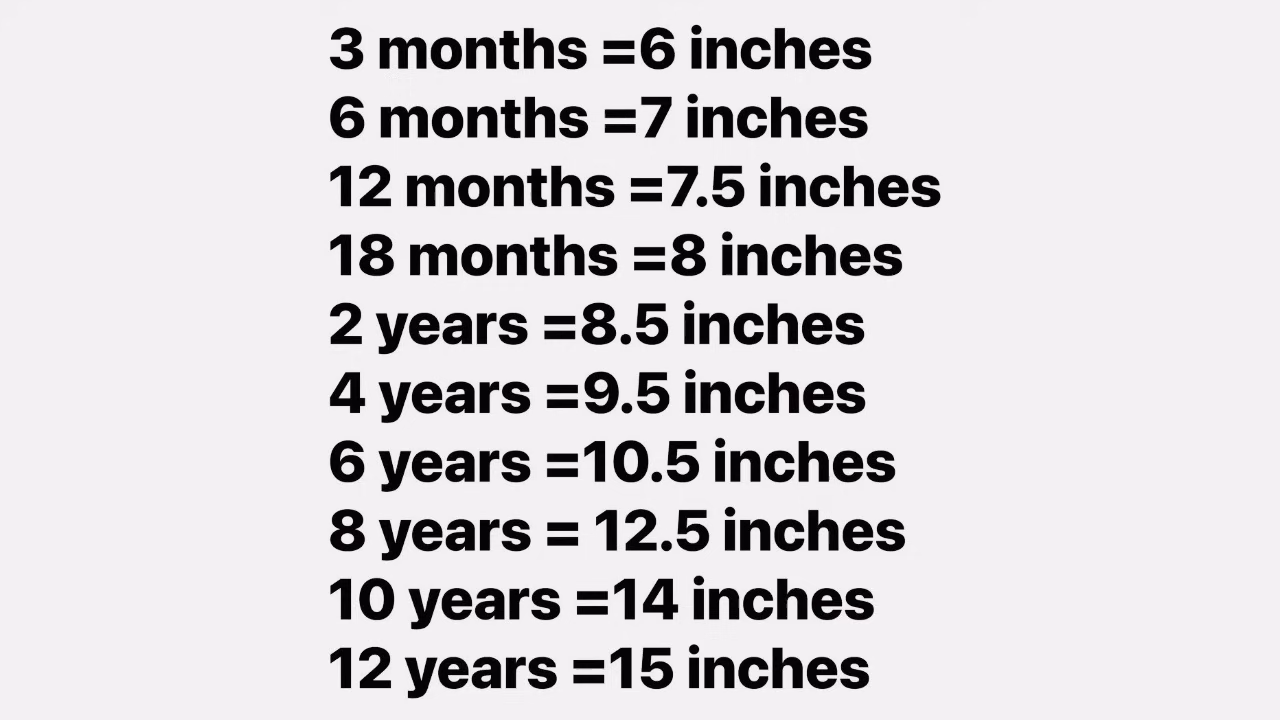 3 months =6 inches
6 months =7 inches
12 months =7.5 inches
18 months =8 inches
2 years =8.5 inches
4 years =9.5 inches
6 years =10.5 inches
8 years = 12.5 inches
10 years =14 inches
12 years =15 inches